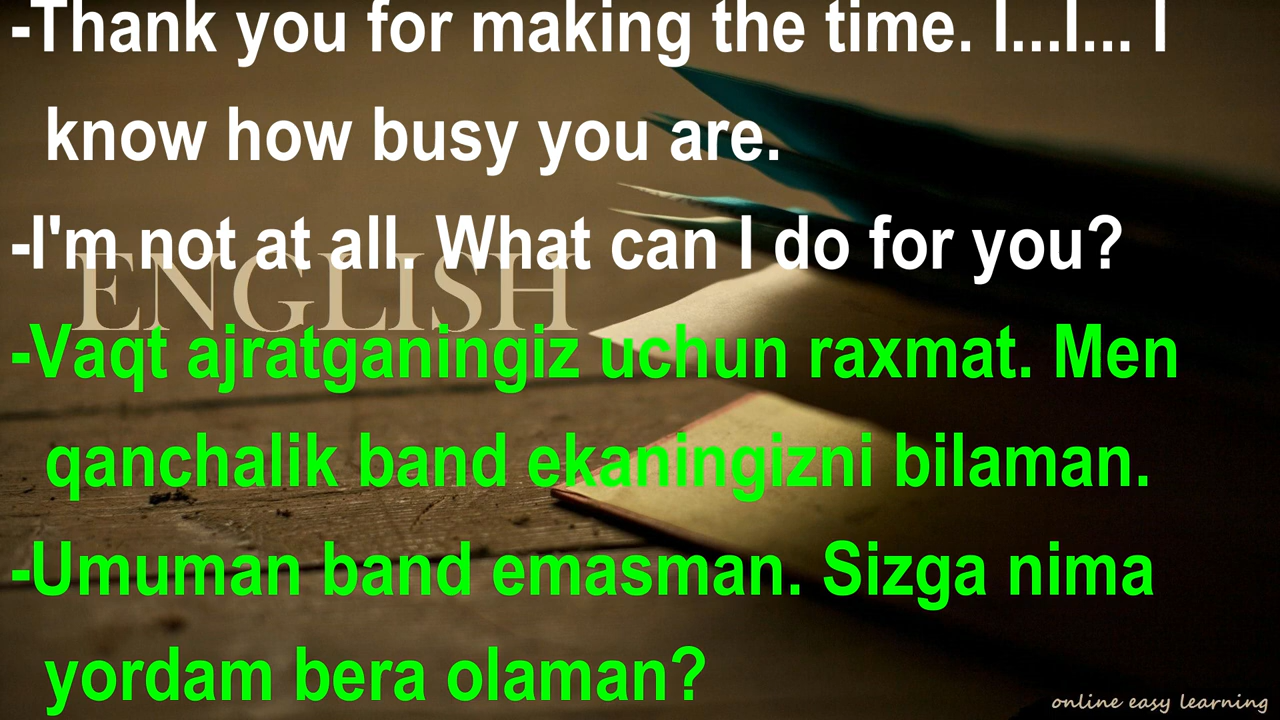 -Thank you for making the time. I...I... I
know how busy you are.
-I'm not at all. What can I do for you?
ENGLISH
-Vaqt ajratganingiz uchun raxmat. Men
qanchalik band ekaningizni bilaman.
-Umuman band emasman. Sizga nima
yordam bera olaman?
online easy learning